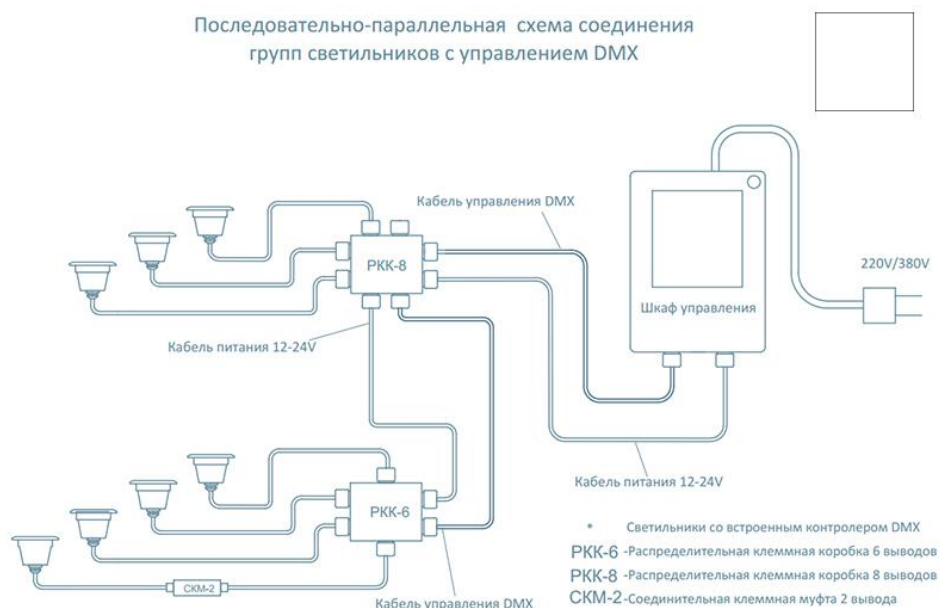 Последовательно-параллельная схема соединения
групп светильников с управлением DMX
Кабель управления DMX
220V/380V
РКК-8
Шкаф управления
Кабель питания 12-24V
Кабель питания 12-24V
РКК-6
СКМ-2
Кабель управления DMX
* Светильники со встроенным контролером DMX
РКК-6 -Распределительная клеммная коробка 6 выводов
РКК-8 -Распределительная клеммная коробка 8 выводов
СКМ-2-Соединительная клеммная муфта 2 вывода